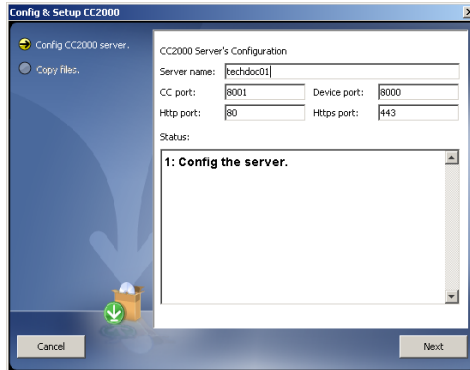 Config & Setup CC2000
Config CC2000 server.
Copy files.
CC2000 Server's Configuration
Server name: techdoc01
CC port: 8001 Device port: 8000
Http port: 80 Https port: 443
Status:
1: Config the server.
Cancel Next